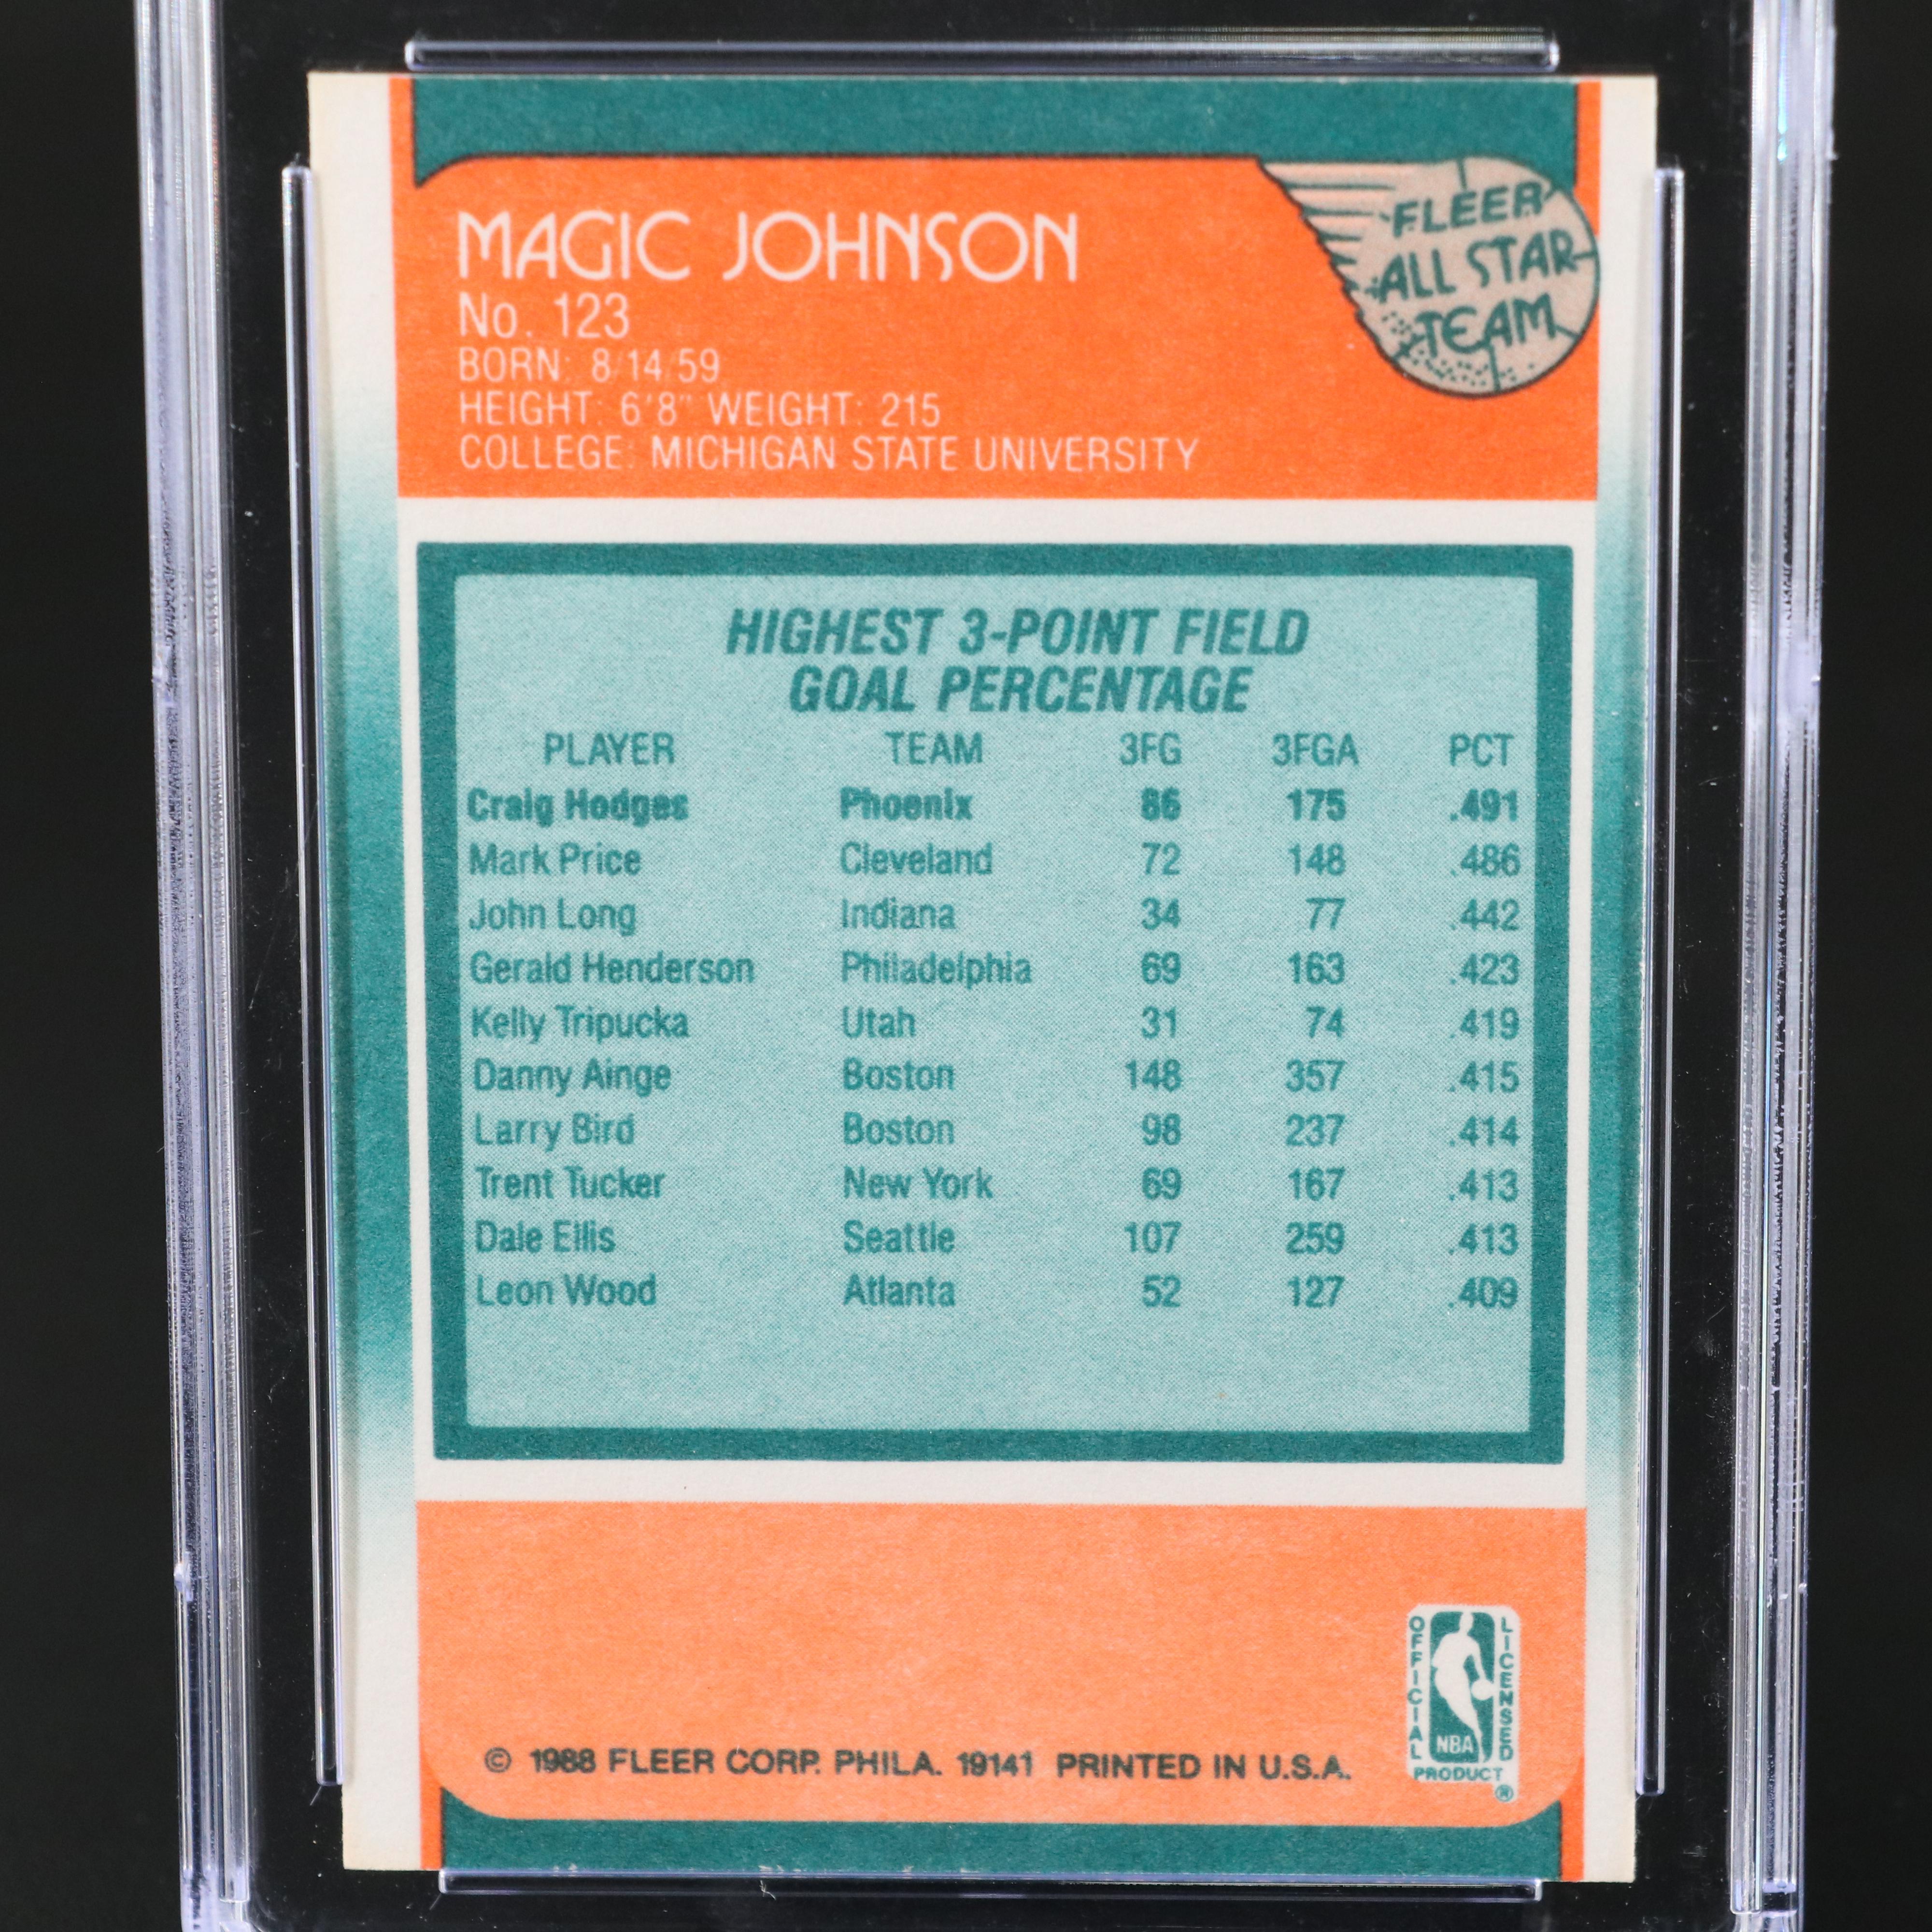 MAGIC JOHNSON
No. 123
BORN: 8/14/59
HEIGHT: 6'8" WEIGHT: 215
COLLEGE: MICHIGAN STATE UNIVERSITY
FLEER
ALL STAR
TEAM
HIGHEST 3-POINT FIELD
GOAL PERCENTAGE
PLAYER TEAM 3FG 3FGA PCT
Craig Hodges Phoenix 86 175 .491
Mark Price Cleveland 72 148 .486
John Long Indiana 34 77 .442
Gerald Henderson Philadelphia 69 163 .423
Kelly Tripucka Utah 31 74 .419
Danny Ainge Boston 148 357 .415
Larry Bird Boston 98 237 .414
Trent Tucker New York 69 167 .413
Dale Ellis Seattle 107 259 .413
Leon Wood Atlanta 52 127 .409
OFFICIAL LICENSED
NBA
PRODUCT
®
© 1988 FLEER CORP. PHILA. 19141 PRINTED IN U.S.A.